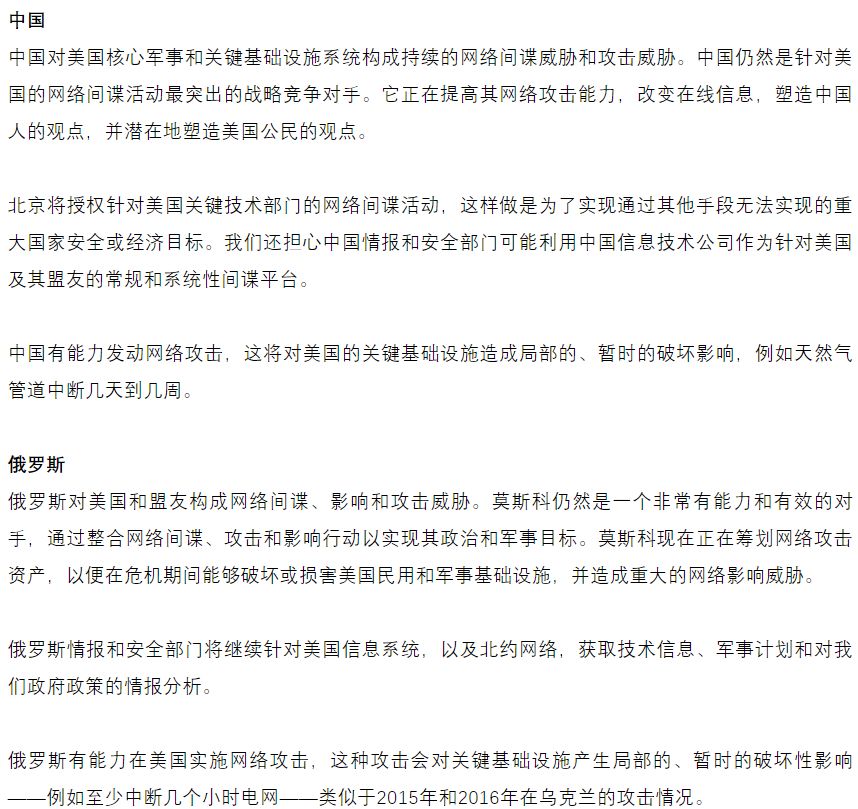 中国
中国对美国核心军事和关键基础设施系统构成持续的网络间谍威胁和攻击威胁。中国仍然是针对美
国的网络间谍活动最突出的战略竞争对手。它正在提高其网络攻击能力，改变在线信息，塑造中国
人的观点，并潜在地塑造美国公民的观点。
北京将授权针对美国关键技术部门的网络间谍活动，这样做是为了实现通过其他手段无法实现的重
大国家安全或经济目标。我们还担心中国情报和安全部门可能利用中国信息技术公司作为针对美国
及其盟友的常规和系统性间谍平台。
中国有能力发动网络攻击，这将对美国的关键基础设施造成局部的、暂时的破坏影响，例如天然气
管道中断几天到几周。
俄罗斯
俄罗斯对美国和盟友构成网络间谍、影响和攻击威胁。莫斯科仍然是一个非常有能力和有效的对
手，通过整合网络间谍、攻击和影响行动以实现其政治和军事目标。莫斯科现在正在筹划网络攻击
资产，以便在危机期间能够破坏或损害美国民用和军事基础设施，并造成重大的网络影响威胁。
俄罗斯情报和安全部门将继续针对美国信息系统，以及北约网络，获取技术信息、军事计划和对我
们政府政策的情报分析。
俄罗斯有能力在美国实施网络攻击，这种攻击会对关键基础设施产生局部的、暂时的破坏性影响
——例如至少中断几个小时电网——类似于2015年和2016年在乌克兰的攻击情况。